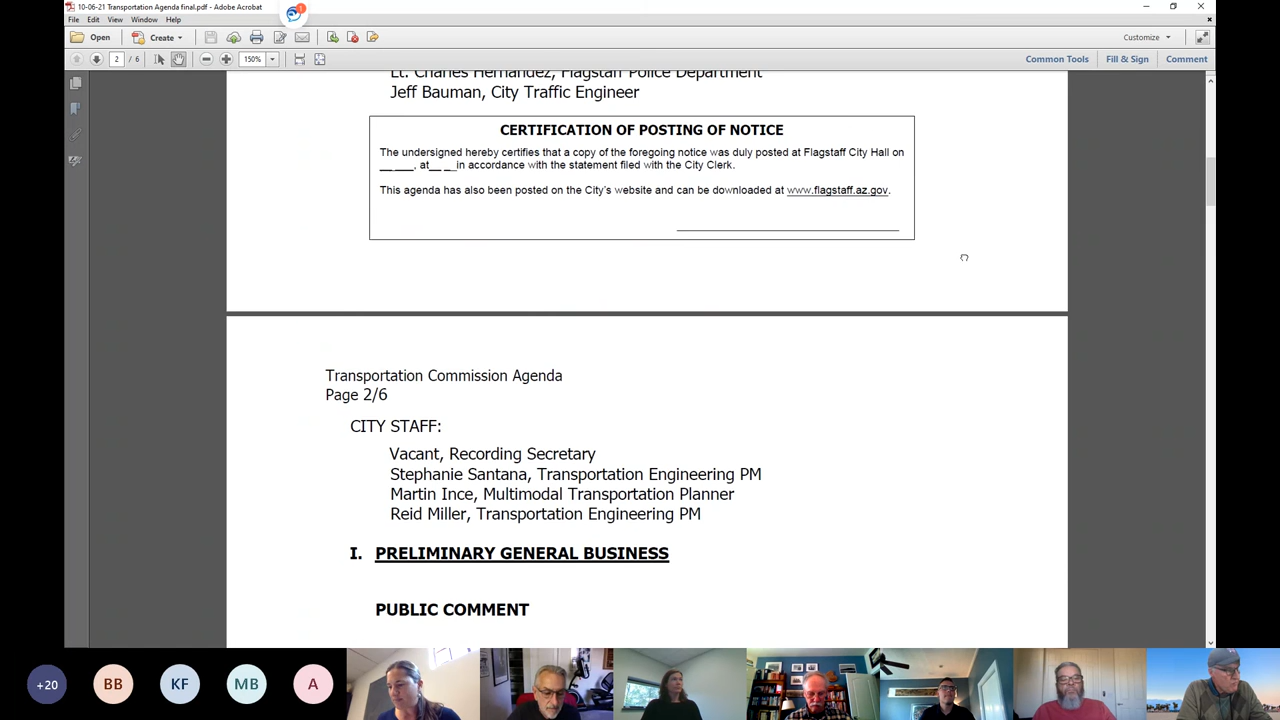 10-06-21 Transportation Agenda final.pdf - Adobe Acrobat
1
File Edit View Window Help
Open Create Customize
2 / 6 150% Common Tools Fill & Sign Comment
Lt. Charles Hernandez, Flagstaff Police Department
Jeff Bauman, City Traffic Engineer
CERTIFICATION OF POSTING OF NOTICE
The undersigned hereby certifies that a copy of the foregoing notice was duly posted at Flagstaff City Hall on
__ ___, at__ _ in accordance with the statement filed with the City Clerk.
This agenda has also been posted on the City's website and can be downloaded at www.flagstaff.az.gov.
Transportation Commission Agenda
Page 2/6
CITY STAFF:
Vacant, Recording Secretary
Stephanie Santana, Transportation Engineering PM
Martin Ince, Multimodal Transportation Planner
Reid Miller, Transportation Engineering PM
I. PRELIMINARY GENERAL BUSINESS
PUBLIC COMMENT
+20 BB KF MB A